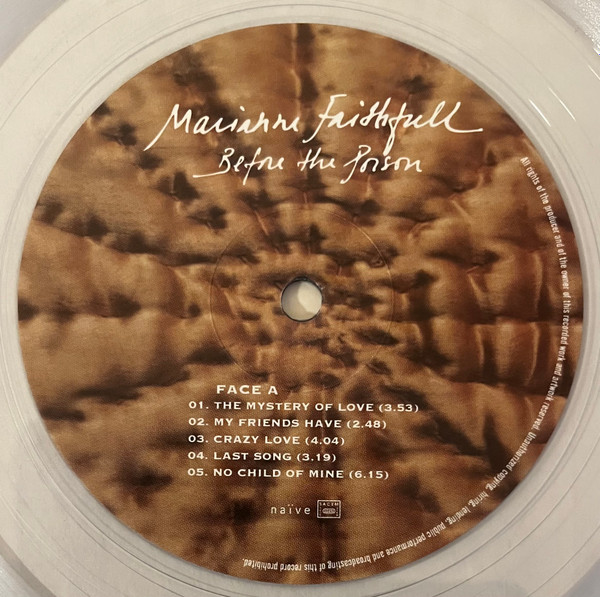 Marianne Faithfull
Before the Poison
All rights of the producer and of the owner of this recorded work and artwork reserved. Unauthorized copying, hiring, lending, public performance and broadcasting of this record prohibited.
FACE A
01. THE MYSTERY OF LOVE (3.53)
02. MY FRIENDS HAVE (2.48)
03. CRAZY LOVE (4.04)
04. LAST SONG (3.19)
05. NO CHILD OF MINE (6.15)
naïve
SACEM